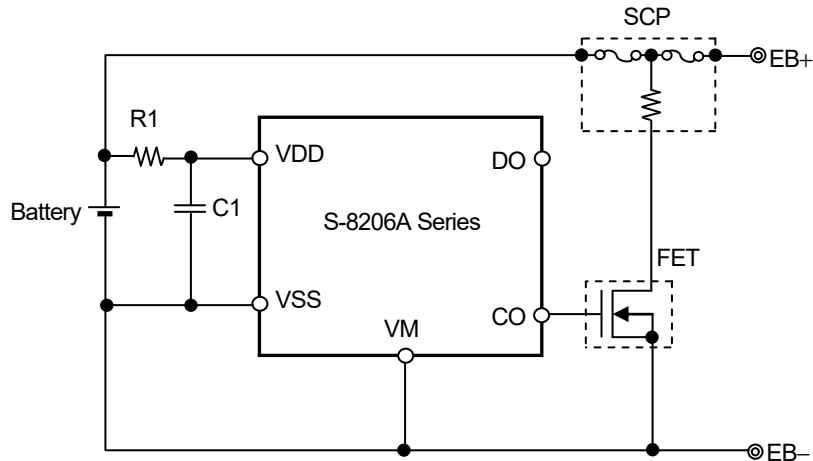 SCP
EB+
R1
VDD
DO
Battery
C1
S-8206A Series
FET
VSS
CO
VM
EB−